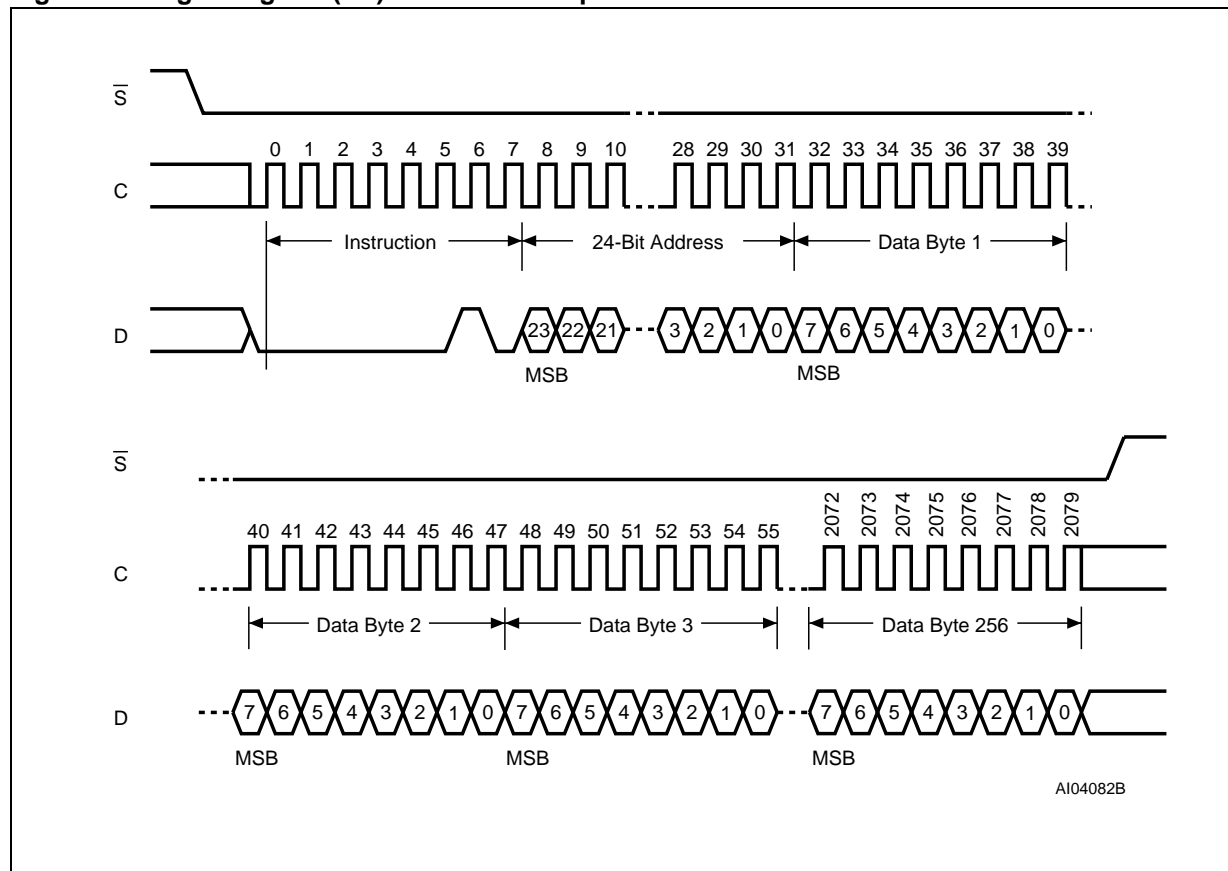 S
0 1 2 3 4 5 6 7 8 9 10 28 29 30 31 32 33 34 35 36 37 38 39
C
Instruction 24-Bit Address Data Byte 1
D 23 22 21 3 2 1 0 7 6 5 4 3 2 1 0
MSB MSB
S
2072 2073 2074 2075 2076 2077 2078 2079
40 41 42 43 44 45 46 47 48 49 50 51 52 53 54 55
C
Data Byte 2 Data Byte 3 Data Byte 256
D 7 6 5 4 3 2 1 0 7 6 5 4 3 2 1 0 7 6 5 4 3 2 1 0
MSB MSB MSB
AI04082B